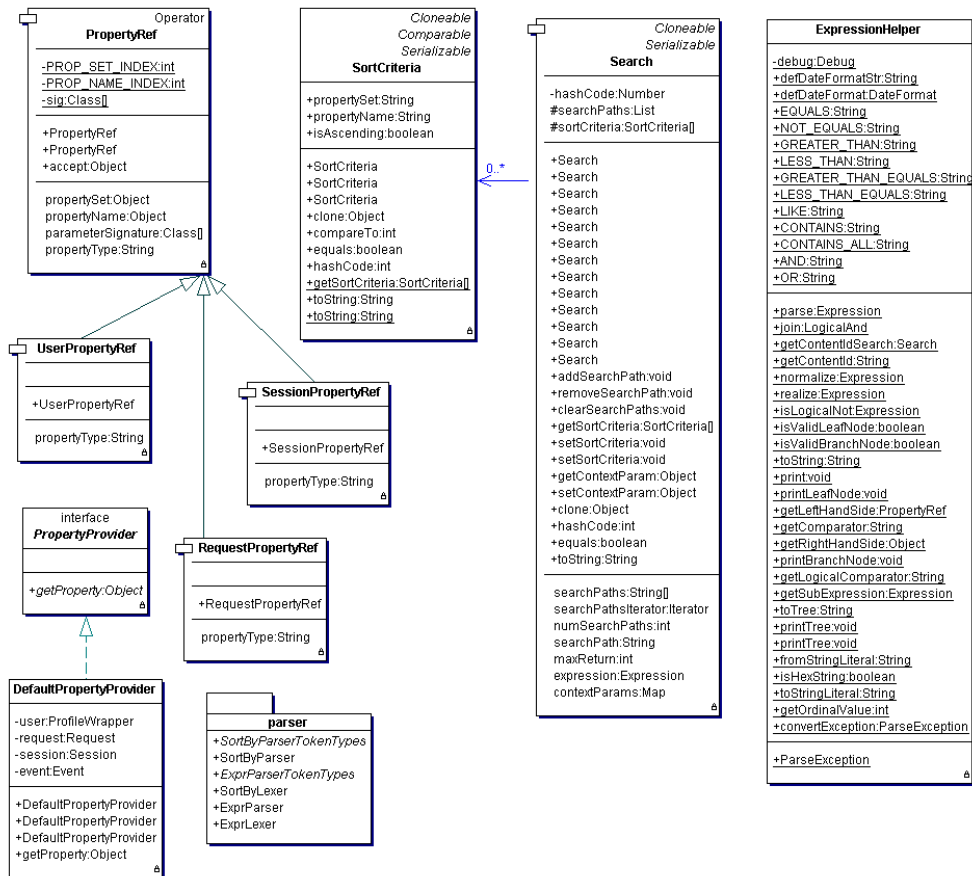 Operator
PropertyRef
-PROP_SET_INDEX:int
-PROP_NAME_INDEX:int
-sig:Class[]
+PropertyRef
+PropertyRef
+accept:Object
propertySet:Object
propertyName:Object
parameterSignature:Class[]
propertyType:String
UserPropertyRef
+UserPropertyRef
propertyType:String
SessionPropertyRef
+SessionPropertyRef
propertyType:String
RequestPropertyRef
+RequestPropertyRef
propertyType:String
interface
PropertyProvider
+getProperty:Object
DefaultPropertyProvider
-user:ProfileWrapper
-request:Request
-session:Session
-event:Event
+DefaultPropertyProvider
+DefaultPropertyProvider
+DefaultPropertyProvider
+getProperty:Object
parser
+SortByParserTokenTypes
+SortByParser
+ExprParserTokenTypes
+SortByLexer
+ExprParser
+ExprLexer
Cloneable
Comparable
Serializable
SortCriteria
+propertySet:String
+propertyName:String
+isAscending:boolean
+SortCriteria
+SortCriteria
+SortCriteria
+clone:Object
+compareTo:int
+equals:boolean
+hashCode:int
+getSortCriteria:SortCriteria[]
+toString:String
+toString:String
0..*
Cloneable
Serializable
Search
-hashCode:Number
#searchPaths:List
#sortCriteria:SortCriteria[]
+Search
+Search
+Search
+Search
+Search
+Search
+Search
+Search
+Search
+Search
+Search
+Search
+Search
+addSearchPath:void
+removeSearchPath:void
+clearSearchPaths:void
+getSortCriteria:SortCriteria[]
+setSortCriteria:void
+setSortCriteria:void
+getContextParam:Object
+setContextParam:Object
+clone:Object
+hashCode:int
+equals:boolean
+toString:String
searchPaths:String[]
searchPathsIterator:Iterator
numSearchPaths:int
searchPath:String
maxReturn:int
expression:Expression
contextParams:Map
ExpressionHelper
-debug:Debug
+defDateFormatStr:String
+defDateFormat:DateFormat
+EQUALS:String
+NOT_EQUALS:String
+GREATER_THAN:String
+LESS_THAN:String
+GREATER_THAN_EQUALS:String
+LESS_THAN_EQUALS:String
+LIKE:String
+CONTAINS:String
+CONTAINS_ALL:String
+AND:String
+OR:String
+parse:Expression
+join:LogicalAnd
+getContentIdSearch:Search
+getContentId:String
+normalize:Expression
+realize:Expression
+isLogicalNot:Expression
+isValidLeafNode:boolean
+isValidBranchNode:boolean
+toString:String
+print:void
+printLeafNode:void
+getLeftHandSide:PropertyRef
+getComparator:String
+getRightHandSide:Object
+printBranchNode:void
+getLogicalComparator:String
+getSubExpression:Expression
+toTree:String
+printTree:void
+printTree:void
+fromStringLiteral:String
+isHexString:boolean
+toStringLiteral:String
+getOrdinalValue:int
+convertException:ParseException
+ParseException